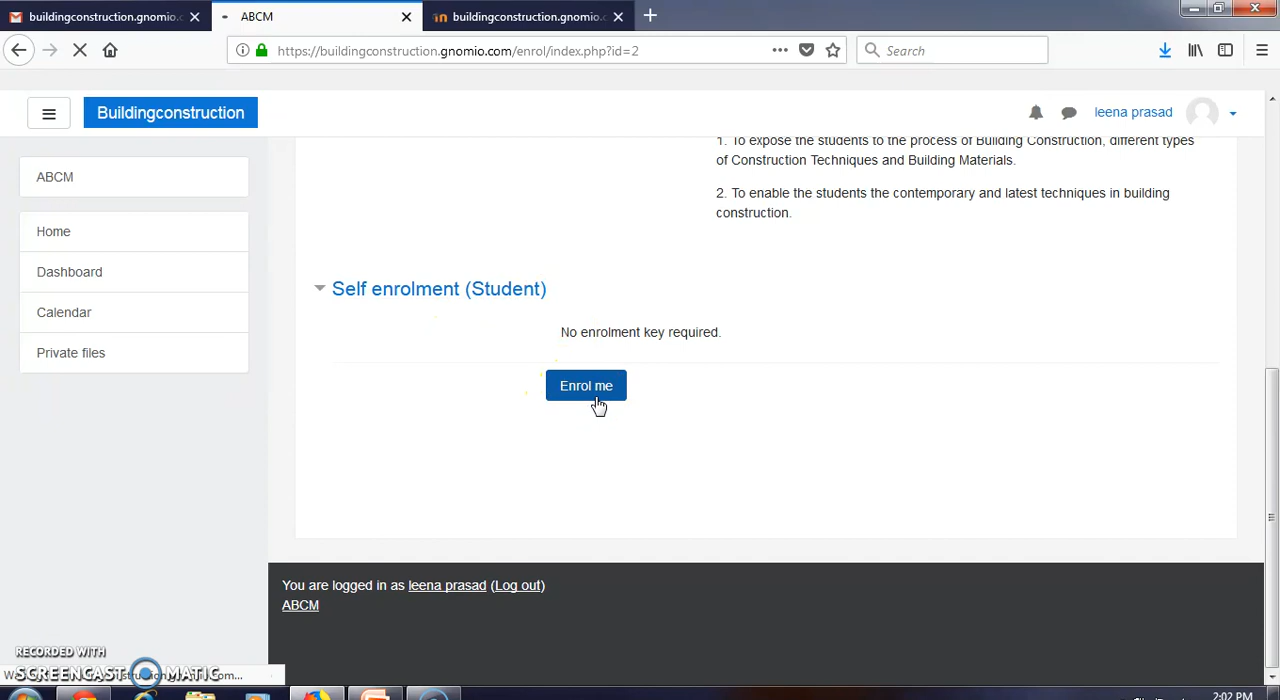 buildingconstruction.gnomio.c
ABCM
buildingconstruction.gnomio.
https://buildingconstruction.gnomio.com/enrol/index.php?id=2
Search
Buildingconstruction
leena prasad
ABCM
Home
Dashboard
Calendar
Private files
1. To expose the students to the process of Building Construction, different types
of Construction Techniques and Building Materials.
2. To enable the students the contemporary and latest techniques in building
construction.
Self enrolment (Student)
No enrolment key required.
Enrol me
You are logged in as leena prasad (Log out)
ABCM
RECORDED WITH
SCREENCAST MATIC
2:02 PM